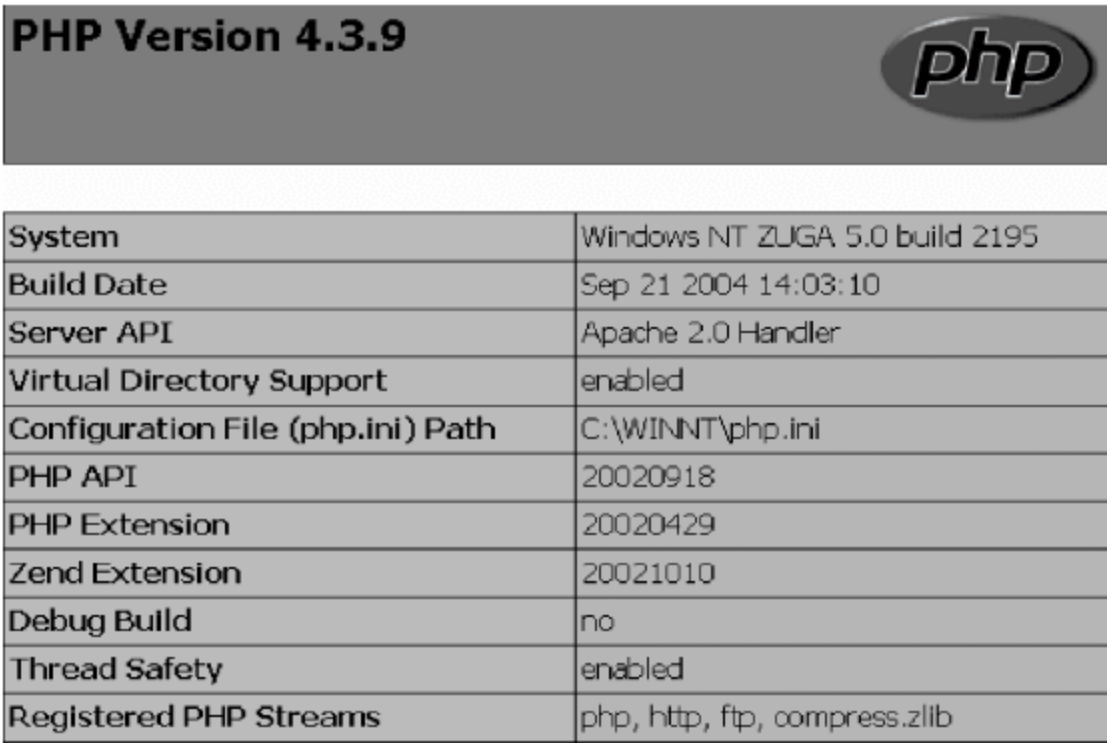 PHP Version 4.3.9
php
System Windows NT ZUGA 5.0 build 2195
Build Date Sep 21 2004 14:03:10
Server API Apache 2.0 Handler
Virtual Directory Support enabled
Configuration File (php.ini) Path C:\WINNT\php.ini
PHP API 20020918
PHP Extension 20020429
Zend Extension 20021010
Debug Build no
Thread Safety enabled
Registered PHP Streams php, http, ftp, compress.zlib